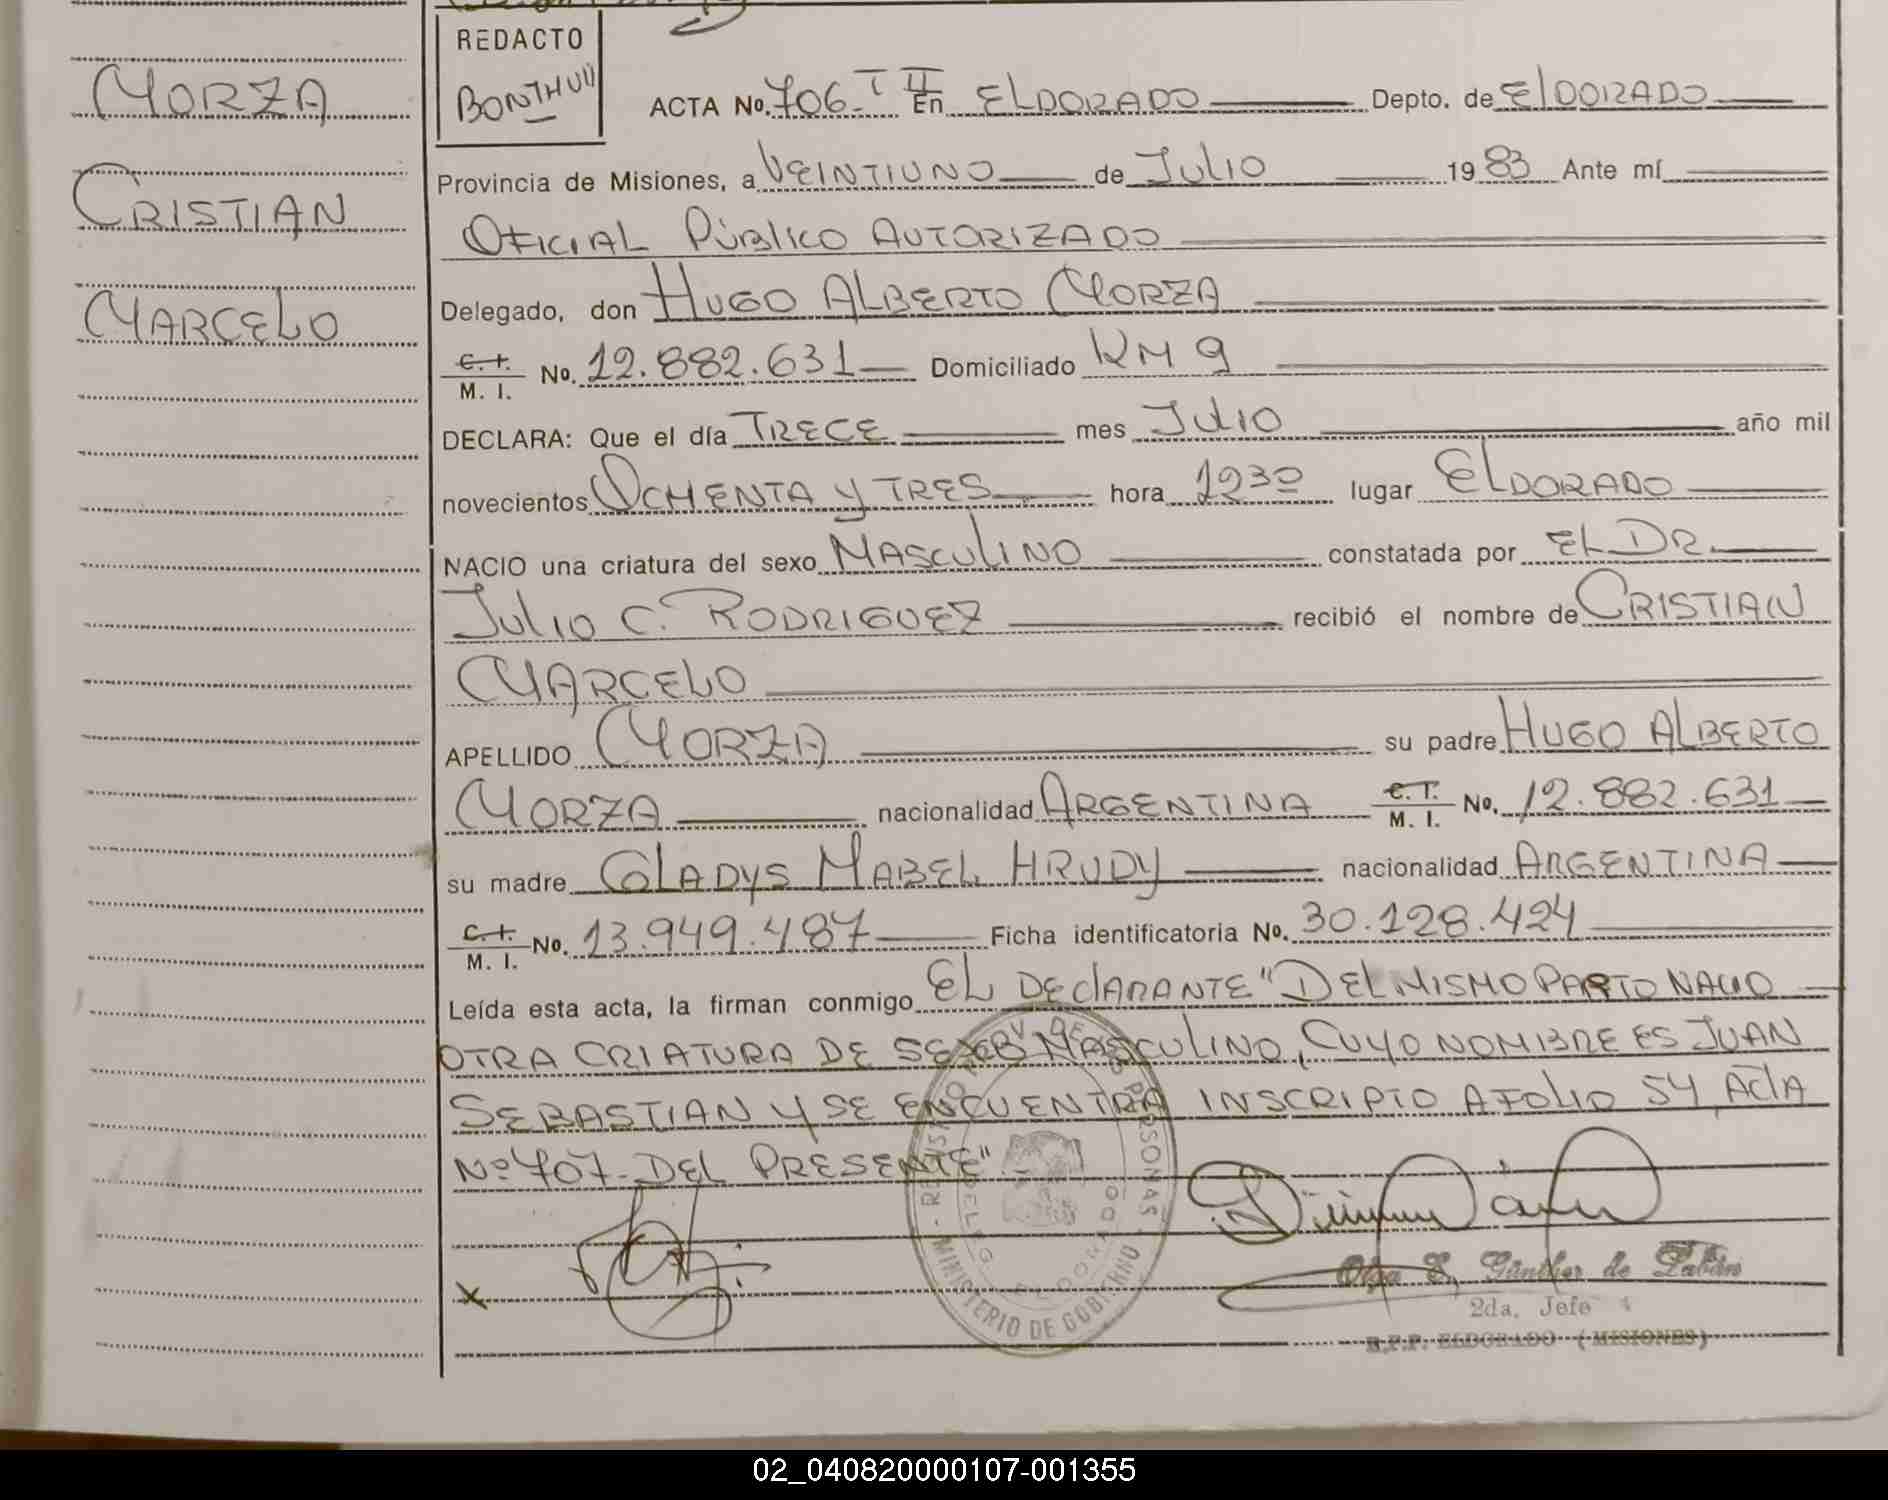 MORZA
CRISTIAN
MARCELO
REDACTO
ACTA No. 706-T II En ELDORADO Depto. de ElDORADO
Provincia de Misiones, a VEINTIUNO de Julio 1983 Ante mí
OFICIAL PÚBLICO AUTORIZADO
Delegado, don HUGO ALBERTO MORZA
C. I. M. I. No. 12.882.631 Domiciliado KM 9
DECLARA: Que el día TRECE mes Julio año mil
novecientos OCHENTA y TRES hora 1230 lugar ELDORADO
NACIO una criatura del sexo MASCULINO constatada por EL DR.
Julio C. RODRIGUEZ recibió el nombre de CRISTIAN
MARCELO
APELLIDO MORZA su padre HUGO ALBERTO
MORZA nacionalidad ARGENTINA C. I. M. I. No. 12.882.631
su madre GLADYS MABEL HRUDY nacionalidad ARGENTINA
C. I. M. I. No. 13.949.487 Ficha identificatoria No. 30.128.424
Leída esta acta, la firman conmigo EL DEClARANTE "DEL MISMO PARTO NACIO
OTRA CRIATURA DE SEXO MASCULINO, CUYO NOMBRE ES JUAN
SEBASTIAN Y SE ENCUENTRA INSCRIPTO A FOLIO 54, ACTA
Nº 707- DEL PRESENTE"
MINISTERIO DE GOBIERNO
PERSONAS
X
Günther de
2da. Jefe
R.P.P. ELDORADO (MISIONES)
02_040820000107-001355